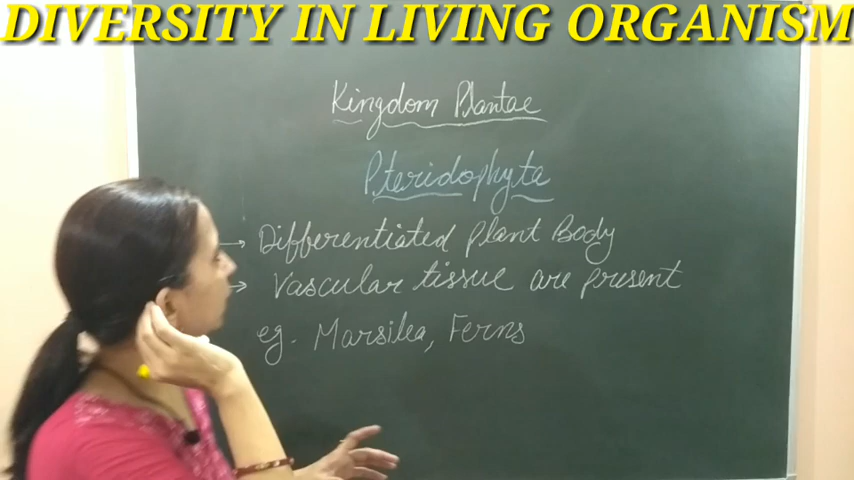 DIVERSITY IN LIVING ORGANISM
Kingdom Plantae
Pteridophyta
→ Differentiated plant Body
→ Vascular tissue are present
eg. Marsilea, Ferns